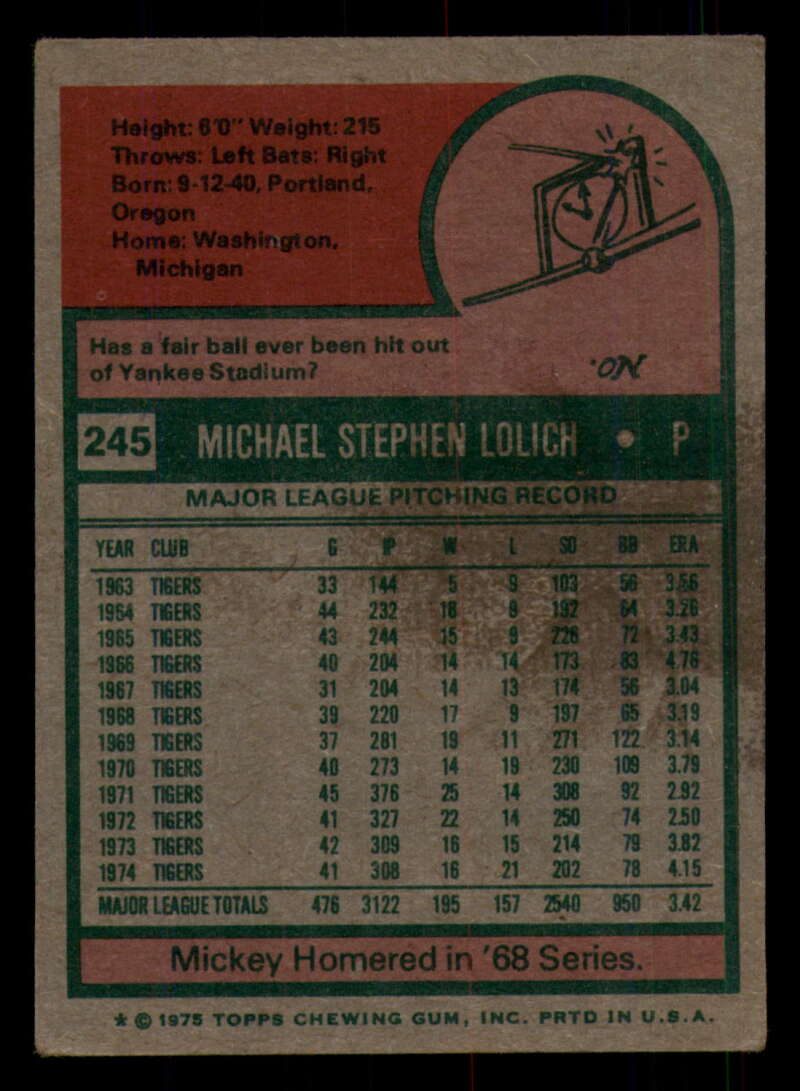 Height: 6'0" Weight: 215
Throws: Left Bats: Right
Born: 9-12-40, Portland,
Oregon
Home: Washington,
Michigan
Has a fair ball ever been hit out
of Yankee Stadium?
No.
245 MICHAEL STEPHEN LOLICH • P
MAJOR LEAGUE PITCHING RECORD
YEAR CLUB G IP W L SO BB ERA
1963 TIGERS 33 144 5 9 103 56 3.56
1964 TIGERS 44 232 18 9 192 64 3.26
1965 TIGERS 43 244 15 9 226 72 3.43
1966 TIGERS 40 204 14 14 173 83 4.76
1967 TIGERS 31 204 14 13 174 56 3.04
1968 TIGERS 39 220 17 9 197 65 3.19
1969 TIGERS 37 281 19 11 271 122 3.14
1970 TIGERS 40 273 14 19 230 109 3.79
1971 TIGERS 45 376 25 14 308 92 2.92
1972 TIGERS 41 327 22 14 250 74 2.50
1973 TIGERS 42 309 16 15 214 79 3.82
1974 TIGERS 41 308 16 21 202 78 4.15
MAJOR LEAGUE TOTALS 476 3122 195 157 2540 950 3.42
Mickey Homered in '68 Series.
* © 1975 TOPPS CHEWING GUM, INC. PRTD IN U.S.A.